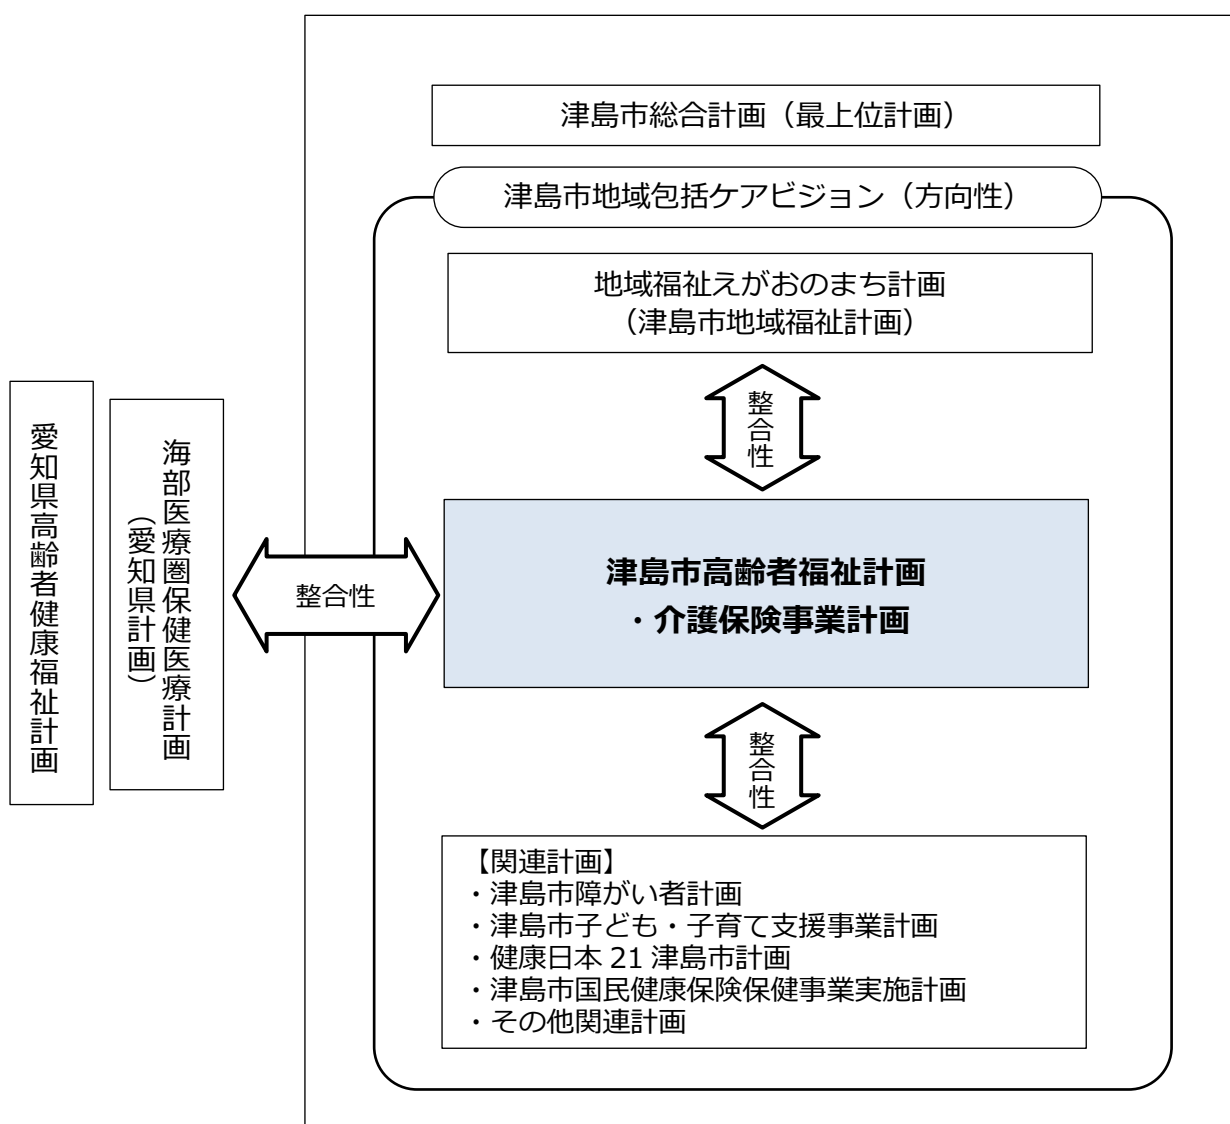 津島市総合計画（最上位計画）
津島市地域包括ケアビジョン（方向性）
地域福祉えがおのまち計画
（津島市地域福祉計画）
整合性
愛知県高齢者健康福祉計画
海部医療圏保健医療計画
（愛知県計画）
整合性
津島市高齢者福祉計画
・介護保険事業計画
整合性
【関連計画】
・津島市障がい者計画
・津島市子ども・子育て支援事業計画
・健康日本 21 津島市計画
・津島市国民健康保険保健事業実施計画
・その他関連計画